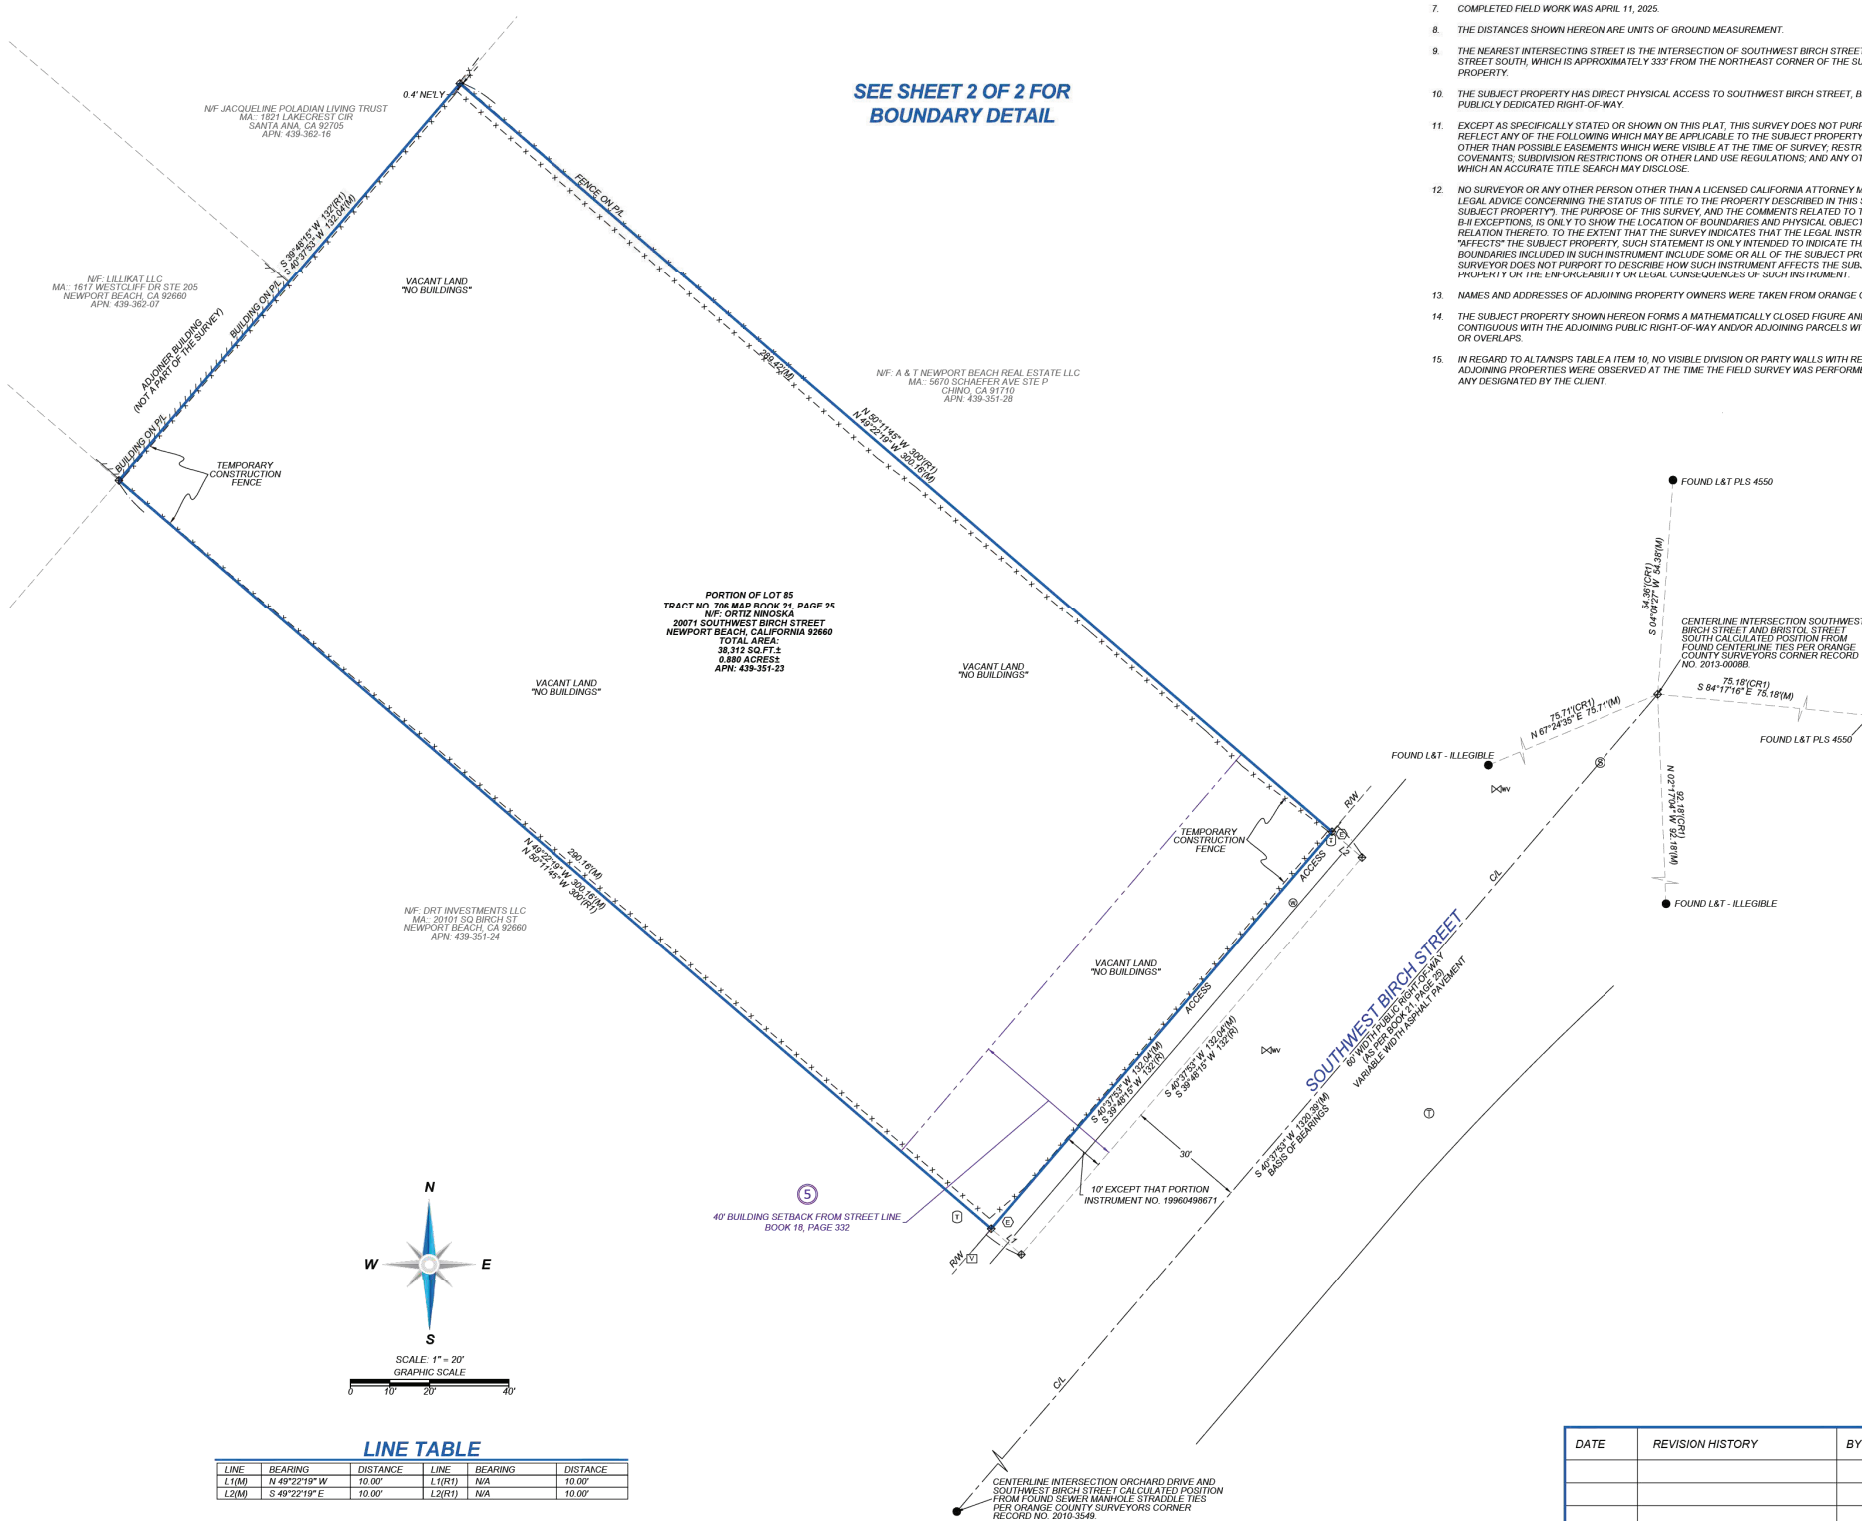 7. COMPLETED FIELD WORK WAS APRIL 11, 2025.
8. THE DISTANCES SHOWN HEREON ARE UNITS OF GROUND MEASUREMENT.
9. THE NEAREST INTERSECTING STREET IS THE INTERSECTION OF SOUTHWEST BIRCH STREET
STREET SOUTH, WHICH IS APPROXIMATELY 333' FROM THE NORTHEAST CORNER OF THE SU
PROPERTY.
10. THE SUBJECT PROPERTY HAS DIRECT PHYSICAL ACCESS TO SOUTHWEST BIRCH STREET, B
PUBLICLY DEDICATED RIGHT-OF-WAY.
11. EXCEPT AS SPECIFICALLY STATED OR SHOWN ON THIS PLAT, THIS SURVEY DOES NOT PURP
REFLECT ANY OF THE FOLLOWING WHICH MAY BE APPLICABLE TO THE SUBJECT PROPERTY
OTHER THAN POSSIBLE EASEMENTS WHICH WERE VISIBLE AT THE TIME OF SURVEY; RESTR
COVENANTS; SUBDIVISION RESTRICTIONS OR OTHER LAND USE REGULATIONS; AND ANY OT
WHICH AN ACCURATE TITLE SEARCH MAY DISCLOSE.
12. NO SURVEYOR OR ANY OTHER PERSON OTHER THAN A LICENSED CALIFORNIA ATTORNEY M
LEGAL ADVICE CONCERNING THE STATUS OF TITLE TO THE PROPERTY DESCRIBED IN THIS S
SUBJECT PROPERTY"). THE PURPOSE OF THIS SURVEY, AND THE COMMENTS RELATED TO T
B-II EXCEPTIONS, IS ONLY TO SHOW THE LOCATION OF BOUNDARIES AND PHYSICAL OBJECT
RELATION THERETO. TO THE EXTENT THAT THE SURVEY INDICATES THAT THE LEGAL INSTR
"AFFECTS" THE SUBJECT PROPERTY, SUCH STATEMENT IS ONLY INTENDED TO INDICATE THA
BOUNDARIES INCLUDED IN SUCH INSTRUMENT INCLUDE SOME OR ALL OF THE SUBJECT PRO
SURVEYOR DOES NOT PURPORT TO DESCRIBE HOW SUCH INSTRUMENT AFFECTS THE SUBJ
PROPERTY OR THE ENFORCEABILITY OR LEGAL CONSEQUENCES OF SUCH INSTRUMENT.
13. NAMES AND ADDRESSES OF ADJOINING PROPERTY OWNERS WERE TAKEN FROM ORANGE C
14. THE SUBJECT PROPERTY SHOWN HEREON FORMS A MATHEMATICALLY CLOSED FIGURE AN
CONTIGUOUS WITH THE ADJOINING PUBLIC RIGHT-OF-WAY AND/OR ADJOINING PARCELS WI
OR OVERLAPS.
15. IN REGARD TO ALTA/NSPS TABLE A ITEM 10, NO VISIBLE DIVISION OR PARTY WALLS WITH RE
ADJOINING PROPERTIES WERE OBSERVED AT THE TIME THE FIELD SURVEY WAS PERFORME
ANY DESIGNATED BY THE CLIENT.
SEE SHEET 2 OF 2 FOR
BOUNDARY DETAIL
0.4' NE'LY
N/F JACQUELINE POLADIAN LIVING TRUST
MA.: 1821 LAKECREST CIR
SANTA ANA, CA 92705
APN: 439-362-16
N/F: LILLIKAT LLC
MA.: 1617 WESTCLIFF DR STE 205
NEWPORT BEACH, CA 92660
APN: 439-362-07
S 39°48'15" W 132'(R1)
S 40°37'53" W 132.04'(M)
BUILDING ON P/L
ADJOINER BUILDING
(NOT A PART OF THE SURVEY)
BUILDING ON P/L
TEMPORARY
CONSTRUCTION
FENCE
FENCE ON P/L
VACANT LAND
"NO BUILDINGS"
289.42'(M)
N/F: A & T NEWPORT BEACH REAL ESTATE LLC
MA.: 5670 SCHAEFER AVE STE P
CHINO, CA 91710
APN: 439-351-28
N 50°11'45" W 300'(R1)
N 49°22'19" W 300.16'(M)
PORTION OF LOT 85
TRACT NO. 706 MAP BOOK 21, PAGE 25
N/F: ORTIZ NINOSKA
20071 SOUTHWEST BIRCH STREET
NEWPORT BEACH, CALIFORNIA 92660
TOTAL AREA:
38,312 SQ.FT.±
0.880 ACRES±
APN: 439-351-23
VACANT LAND
"NO BUILDINGS"
VACANT LAND
"NO BUILDINGS"
290.16'(M)
N 49°22'19" W 300.16'(M)
N 50°11'45" W 300'(R1)
N/F: DRT INVESTMENTS LLC
MA.: 20101 SQ BIRCH ST
NEWPORT BEACH, CA 92660
APN: 439-351-24
TEMPORARY
CONSTRUCTION
FENCE
R/W
E
T
L2
ACCESS
W
VACANT LAND
"NO BUILDINGS"
ACCESS
S 40°37'53" W 132.04'(M)
S 39°48'15" W 132'(R)
S 40°37'53" W 132.04'(M)
S 39°48'15" W 132'(R)
WV
30'
10' EXCEPT THAT PORTION
INSTRUMENT NO. 19960498671
5
40' BUILDING SETBACK FROM STREET LINE
BOOK 18, PAGE 332
T
E
L1
R/W
V
FOUND L&T PLS 4550
54.36'(CR1)
S 04°04'27" W 54.38'(M)
CENTERLINE INTERSECTION SOUTHWEST
BIRCH STREET AND BRISTOL STREET
SOUTH CALCULATED POSITION FROM
FOUND CENTERLINE TIES PER ORANGE
COUNTY SURVEYORS CORNER RECORD
NO. 2013-0008B.
75.18'(CR1)
S 84°17'16" E 75.18'(M)
FOUND L&T PLS 4550
75.71'(CR1)
N 67°24'35" E 75.71'(M)
FOUND L&T - ILLEGIBLE
S
WV
92.18'(CR1)
N 02°17'04" W 92.18'(M)
FOUND L&T - ILLEGIBLE
C/L
SOUTHWEST BIRCH STREET
60' WIDTH PUBLIC RIGHT-OF-WAY
(AS PER BOOK 21, PAGE 25)
VARIABLE WIDTH ASPHALT PAVEMENT
S 40°37'53" W 1320.39'(M)
BASIS OF BEARINGS
T
C/L
CENTERLINE INTERSECTION ORCHARD DRIVE AND
SOUTHWEST BIRCH STREET CALCULATED POSITION
FROM FOUND SEWER MANHOLE STRADDLE TIES
PER ORANGE COUNTY SURVEYORS CORNER
RECORD NO. 2010-3549.
N
W E
S
SCALE: 1" = 20'
GRAPHIC SCALE
0 10' 20' 40'
LINE TABLE
LINE BEARING DISTANCE LINE BEARING DISTANCE
L1(M) N 49°22'19" W 10.00' L1(R1) N/A 10.00'
L2(M) S 49°22'19" E 10.00' L2(R1) N/A 10.00'
DATE REVISION HISTORY BY